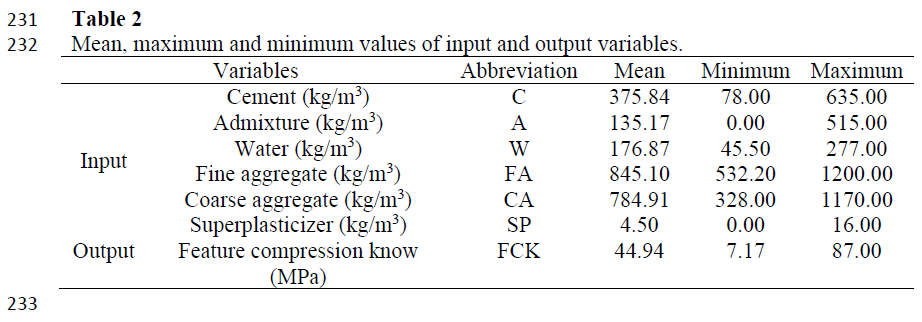 231 Table 2
232 Mean, maximum and minimum values of input and output variables.
Variables Abbreviation Mean Minimum Maximum
Cement (kg/m³) C 375.84 78.00 635.00
Admixture (kg/m³) A 135.17 0.00 515.00
Water (kg/m³) W 176.87 45.50 277.00
Input
Fine aggregate (kg/m³) FA 845.10 532.20 1200.00
Coarse aggregate (kg/m³) CA 784.91 328.00 1170.00
Superplasticizer (kg/m³) SP 4.50 0.00 16.00
Output Feature compression know FCK 44.94 7.17 87.00
(MPa)
233